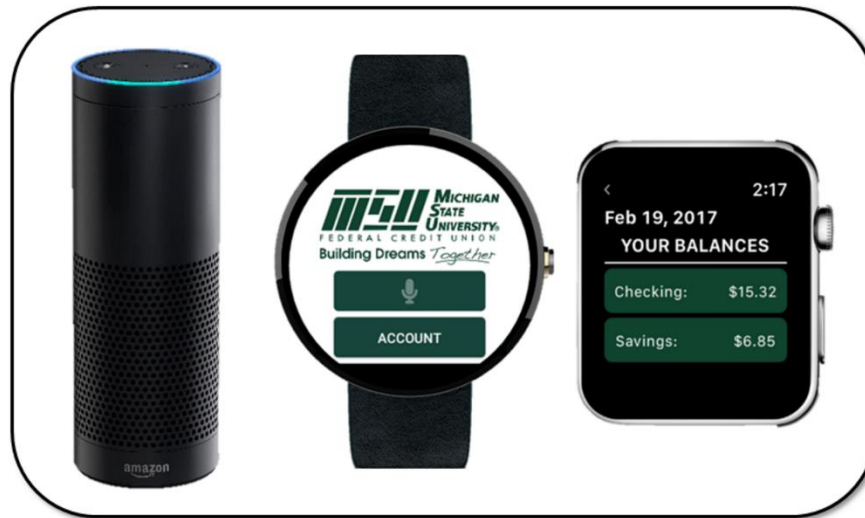 amazon
MSU MICHIGAN
STATE
UNIVERSITY®
FEDERAL CREDIT UNION
Building Dreams Together
ACCOUNT
< 2:17
Feb 19, 2017
YOUR BALANCES
Checking: $15.32
Savings: $6.85